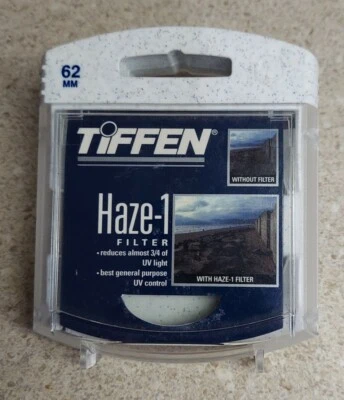 62
MM
TiFFEN®
WITHOUT FILTER
Haze-1
FILTER
• reduces almost 3/4 of
UV light
• best general purpose
UV control
WITH HAZE-1 FILTER